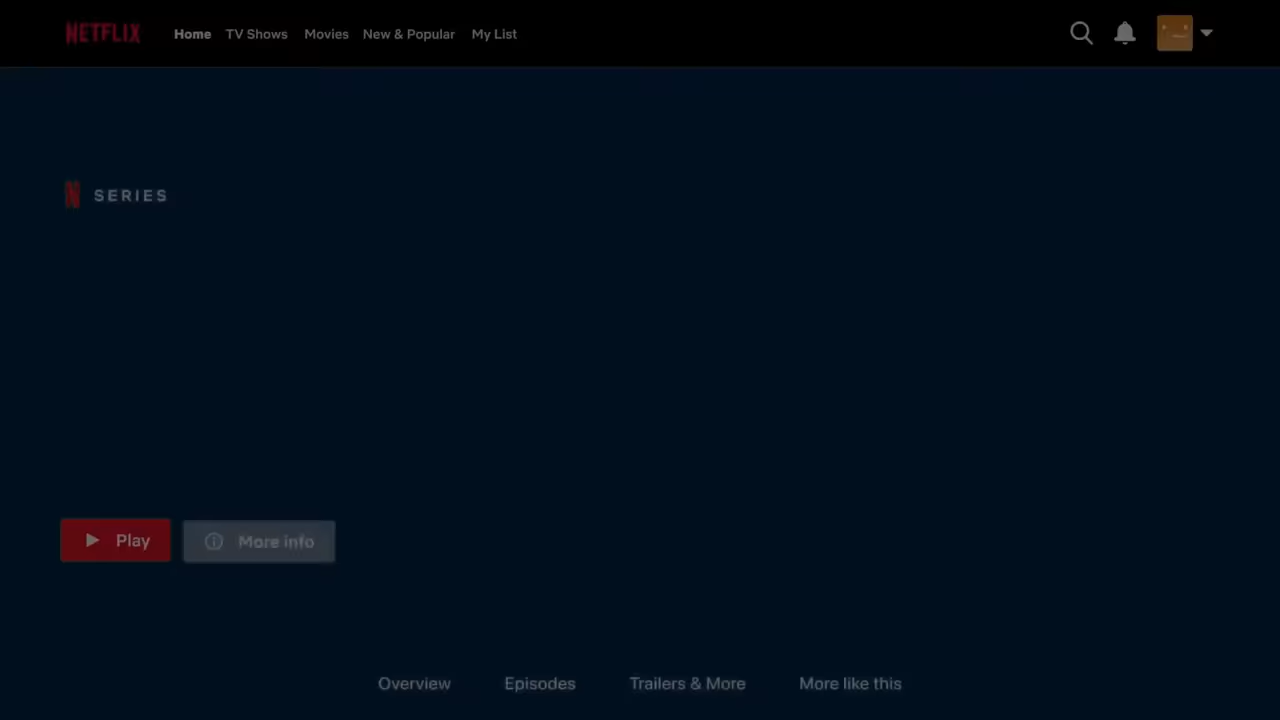 NETFLIX Home TV Shows Movies New & Popular My List
N SERIES
Play More info
Overview Episodes Trailers & More More like this